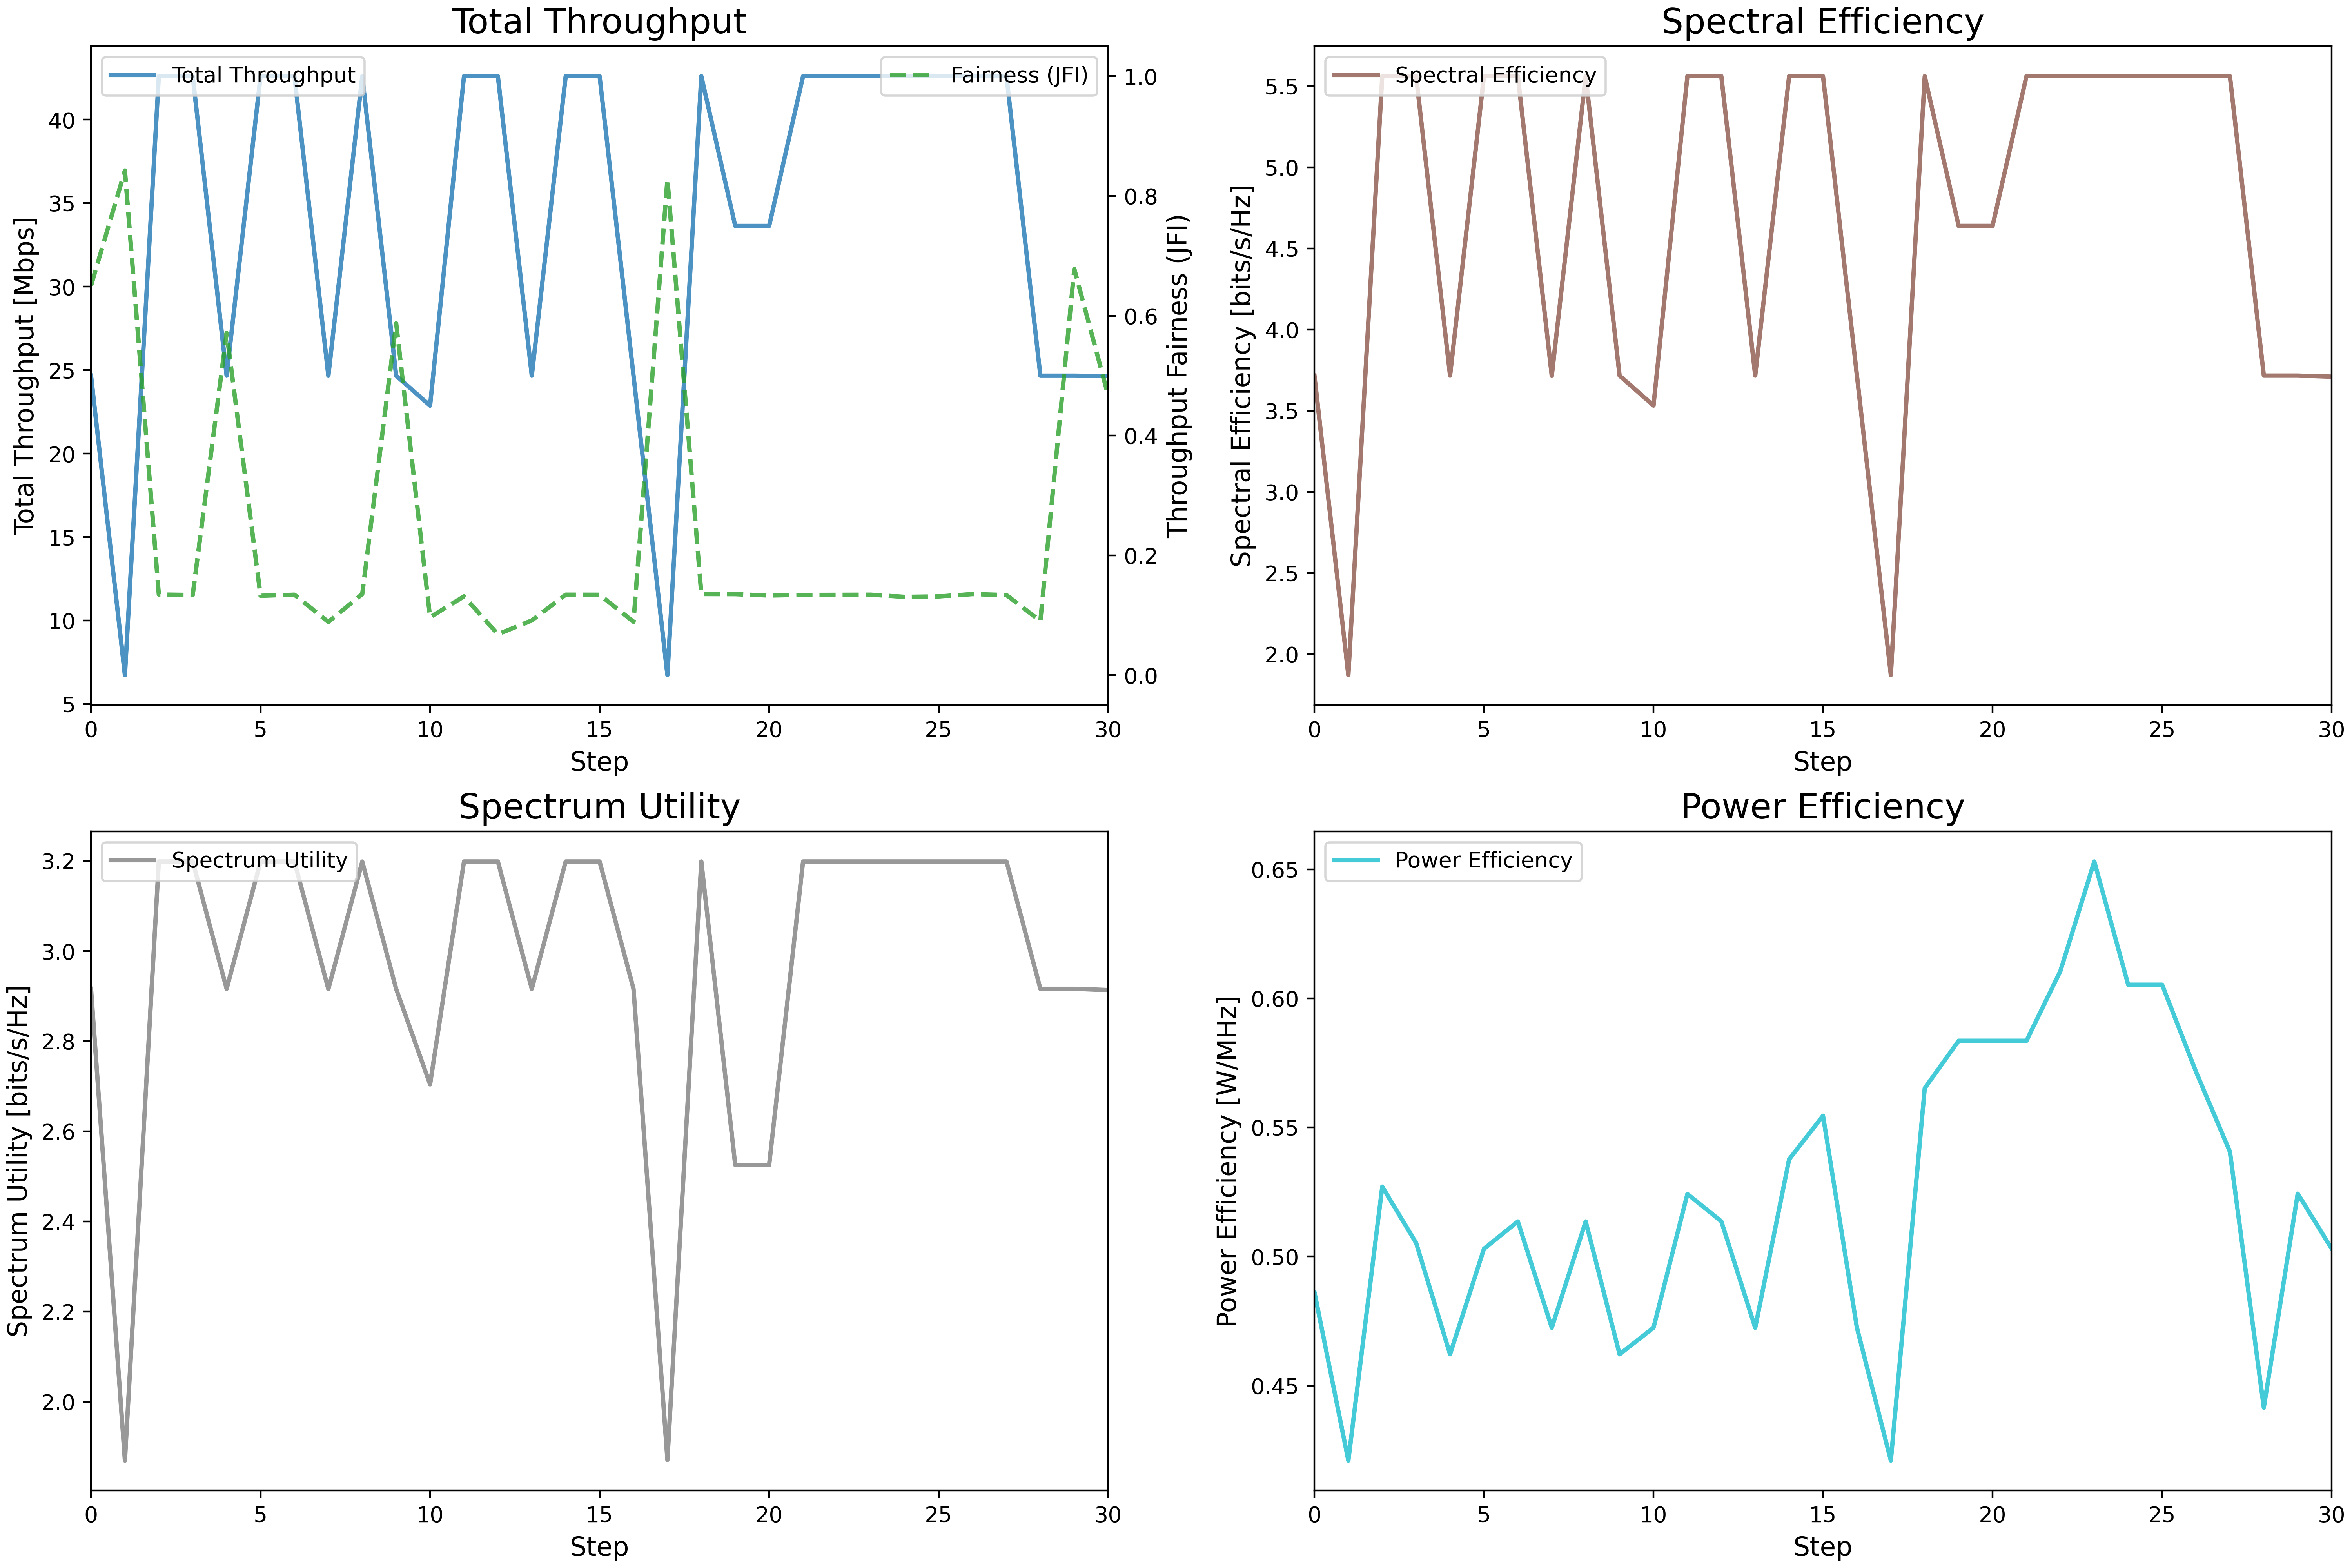 Total Throughput
Total Throughput
Fairness (JFI)
Total Throughput [Mbps]
40
35
30
25
20
15
10
5
1.0
0.8
0.6
0.4
0.2
0.0
Throughput Fairness (JFI)
0 5 10 15 20 25 30
Step
Spectral Efficiency
Spectral Efficiency
Spectral Efficiency [bits/s/Hz]
5.5
5.0
4.5
4.0
3.5
3.0
2.5
2.0
0 5 10 15 20 25 30
Step
Spectrum Utility
Spectrum Utility
Spectrum Utility [bits/s/Hz]
3.2
3.0
2.8
2.6
2.4
2.2
2.0
0 5 10 15 20 25 30
Step
Power Efficiency
Power Efficiency
Power Efficiency [W/MHz]
0.65
0.60
0.55
0.50
0.45
0 5 10 15 20 25 30
Step